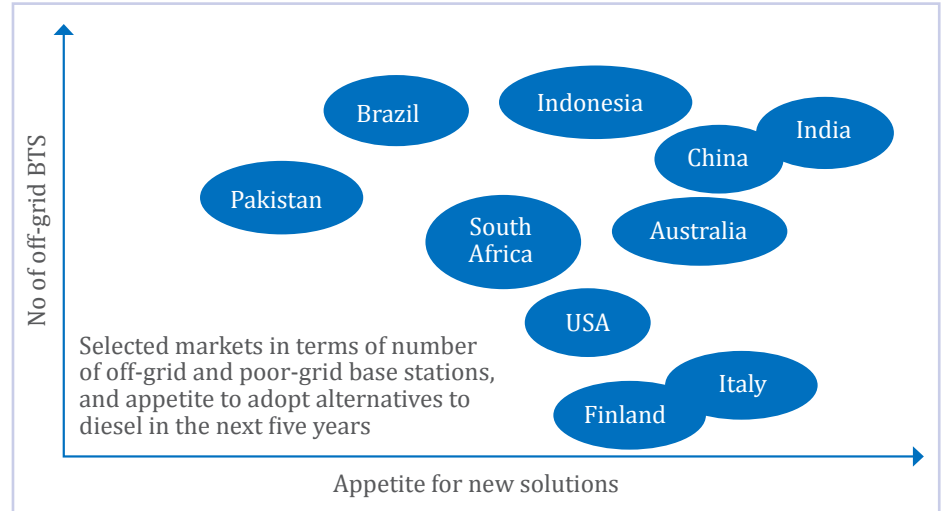 No of off-grid BTS
Brazil
Indonesia
India
China
Pakistan
South
Africa
Australia
USA
Italy
Finland
Selected markets in terms of number
of off-grid and poor-grid base stations,
and appetite to adopt alternatives to
diesel in the next five years
Appetite for new solutions